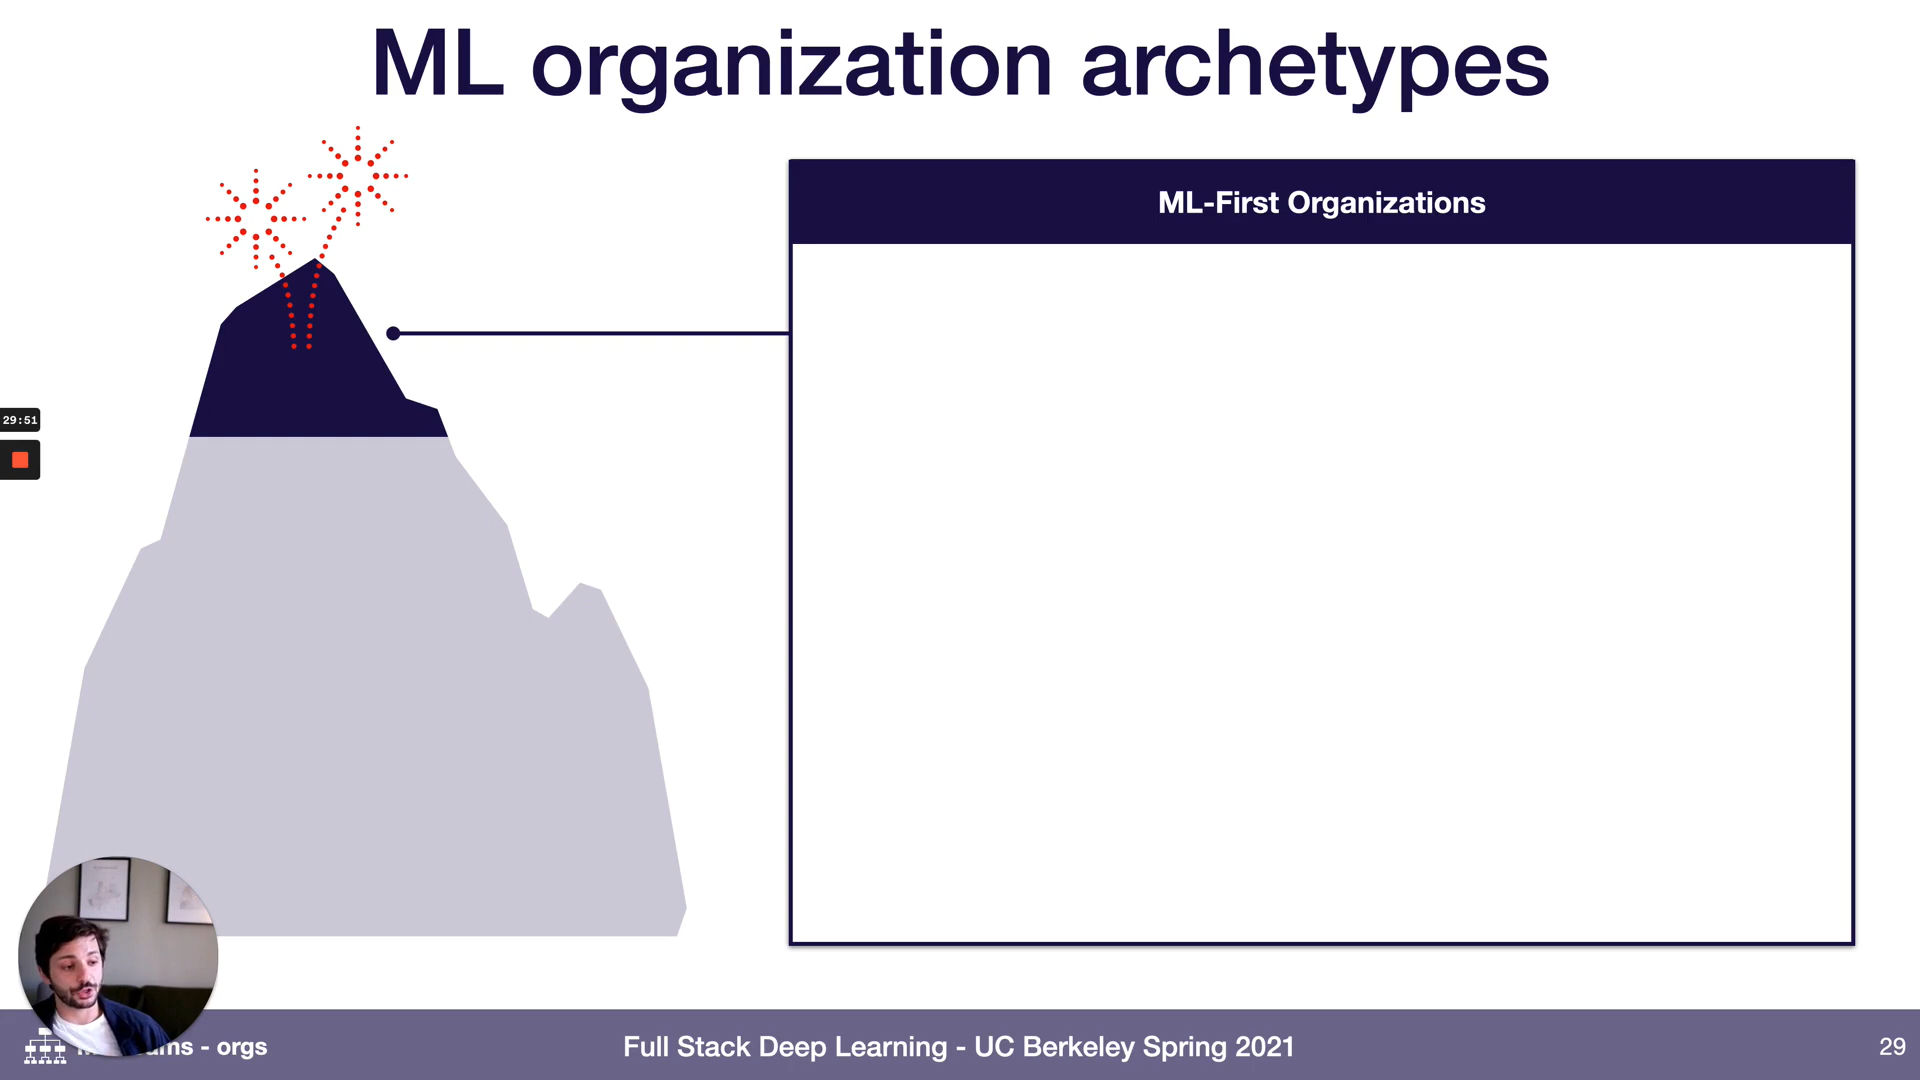 ML organization archetypes
ML-First Organizations
29:51
- orgs
Full Stack Deep Learning - UC Berkeley Spring 2021
29